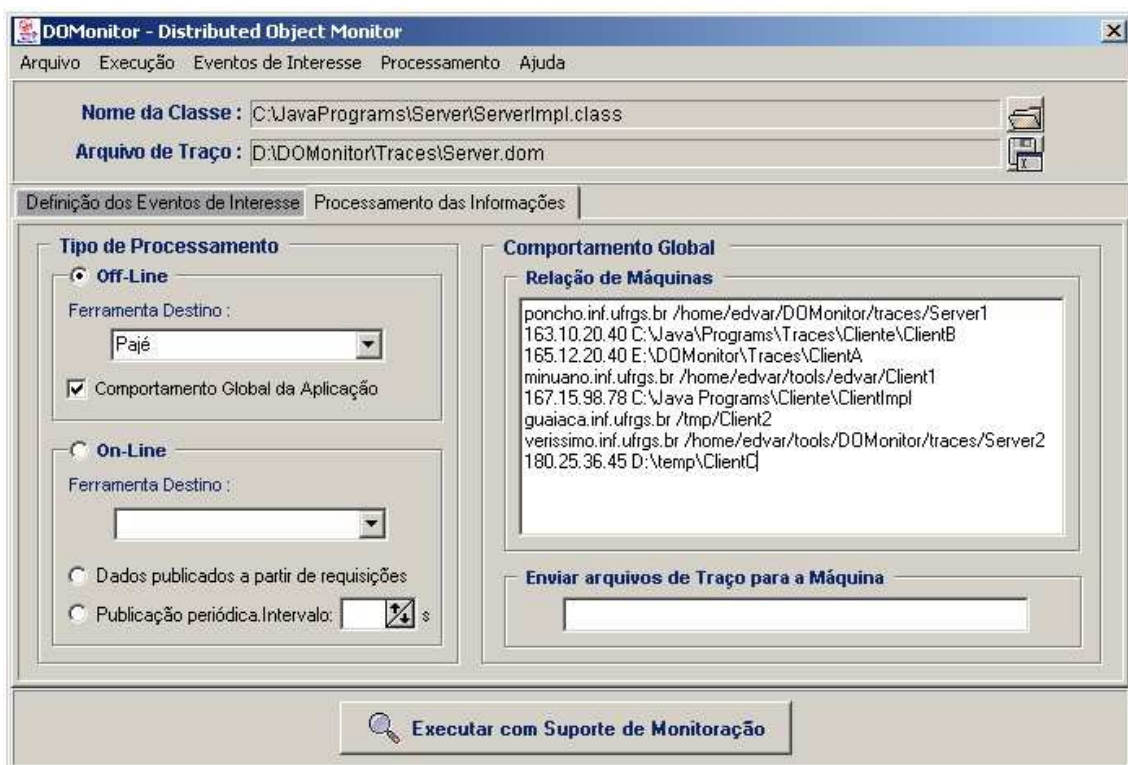 DOMonitor - Distributed Object Monitor
Arquivo Execução Eventos de Interesse Processamento Ajuda
Nome da Classe : C:\JavaPrograms\Server\ServerImpl.class
Arquivo de Traço : D:\DOMonitor\Traces\Server.dom
Definição dos Eventos de Interesse Processamento das Informações
Tipo de Processamento
Off-Line
Ferramenta Destino :
Pajé
Comportamento Global da Aplicação
On-Line
Ferramenta Destino :
Dados publicados a partir de requisições
Publicação periódica.Intervalo: s
Comportamento Global
Relação de Máquinas
poncho.inf.ufrgs.br /home/edvar/DOMonitor/traces/Server1
163.10.20.40 C:\Java\Programs\Traces\Cliente\ClientB
165.12.20.40 E:\DOMonitor\Traces\ClientA
minuano.inf.ufrgs.br /home/edvar/tools/edvar/Client1
167.15.98.78 C:\Java Programs\Cliente\ClientImpl
guaiaca.inf.ufrgs.br /tmp/Client2
verissimo.inf.ufrgs.br /home/edvar/tools/DOMonitor/traces/Server2
180.25.36.45 D:\temp\ClientC
Enviar arquivos de Traço para a Máquina
Executar com Suporte de Monitoração